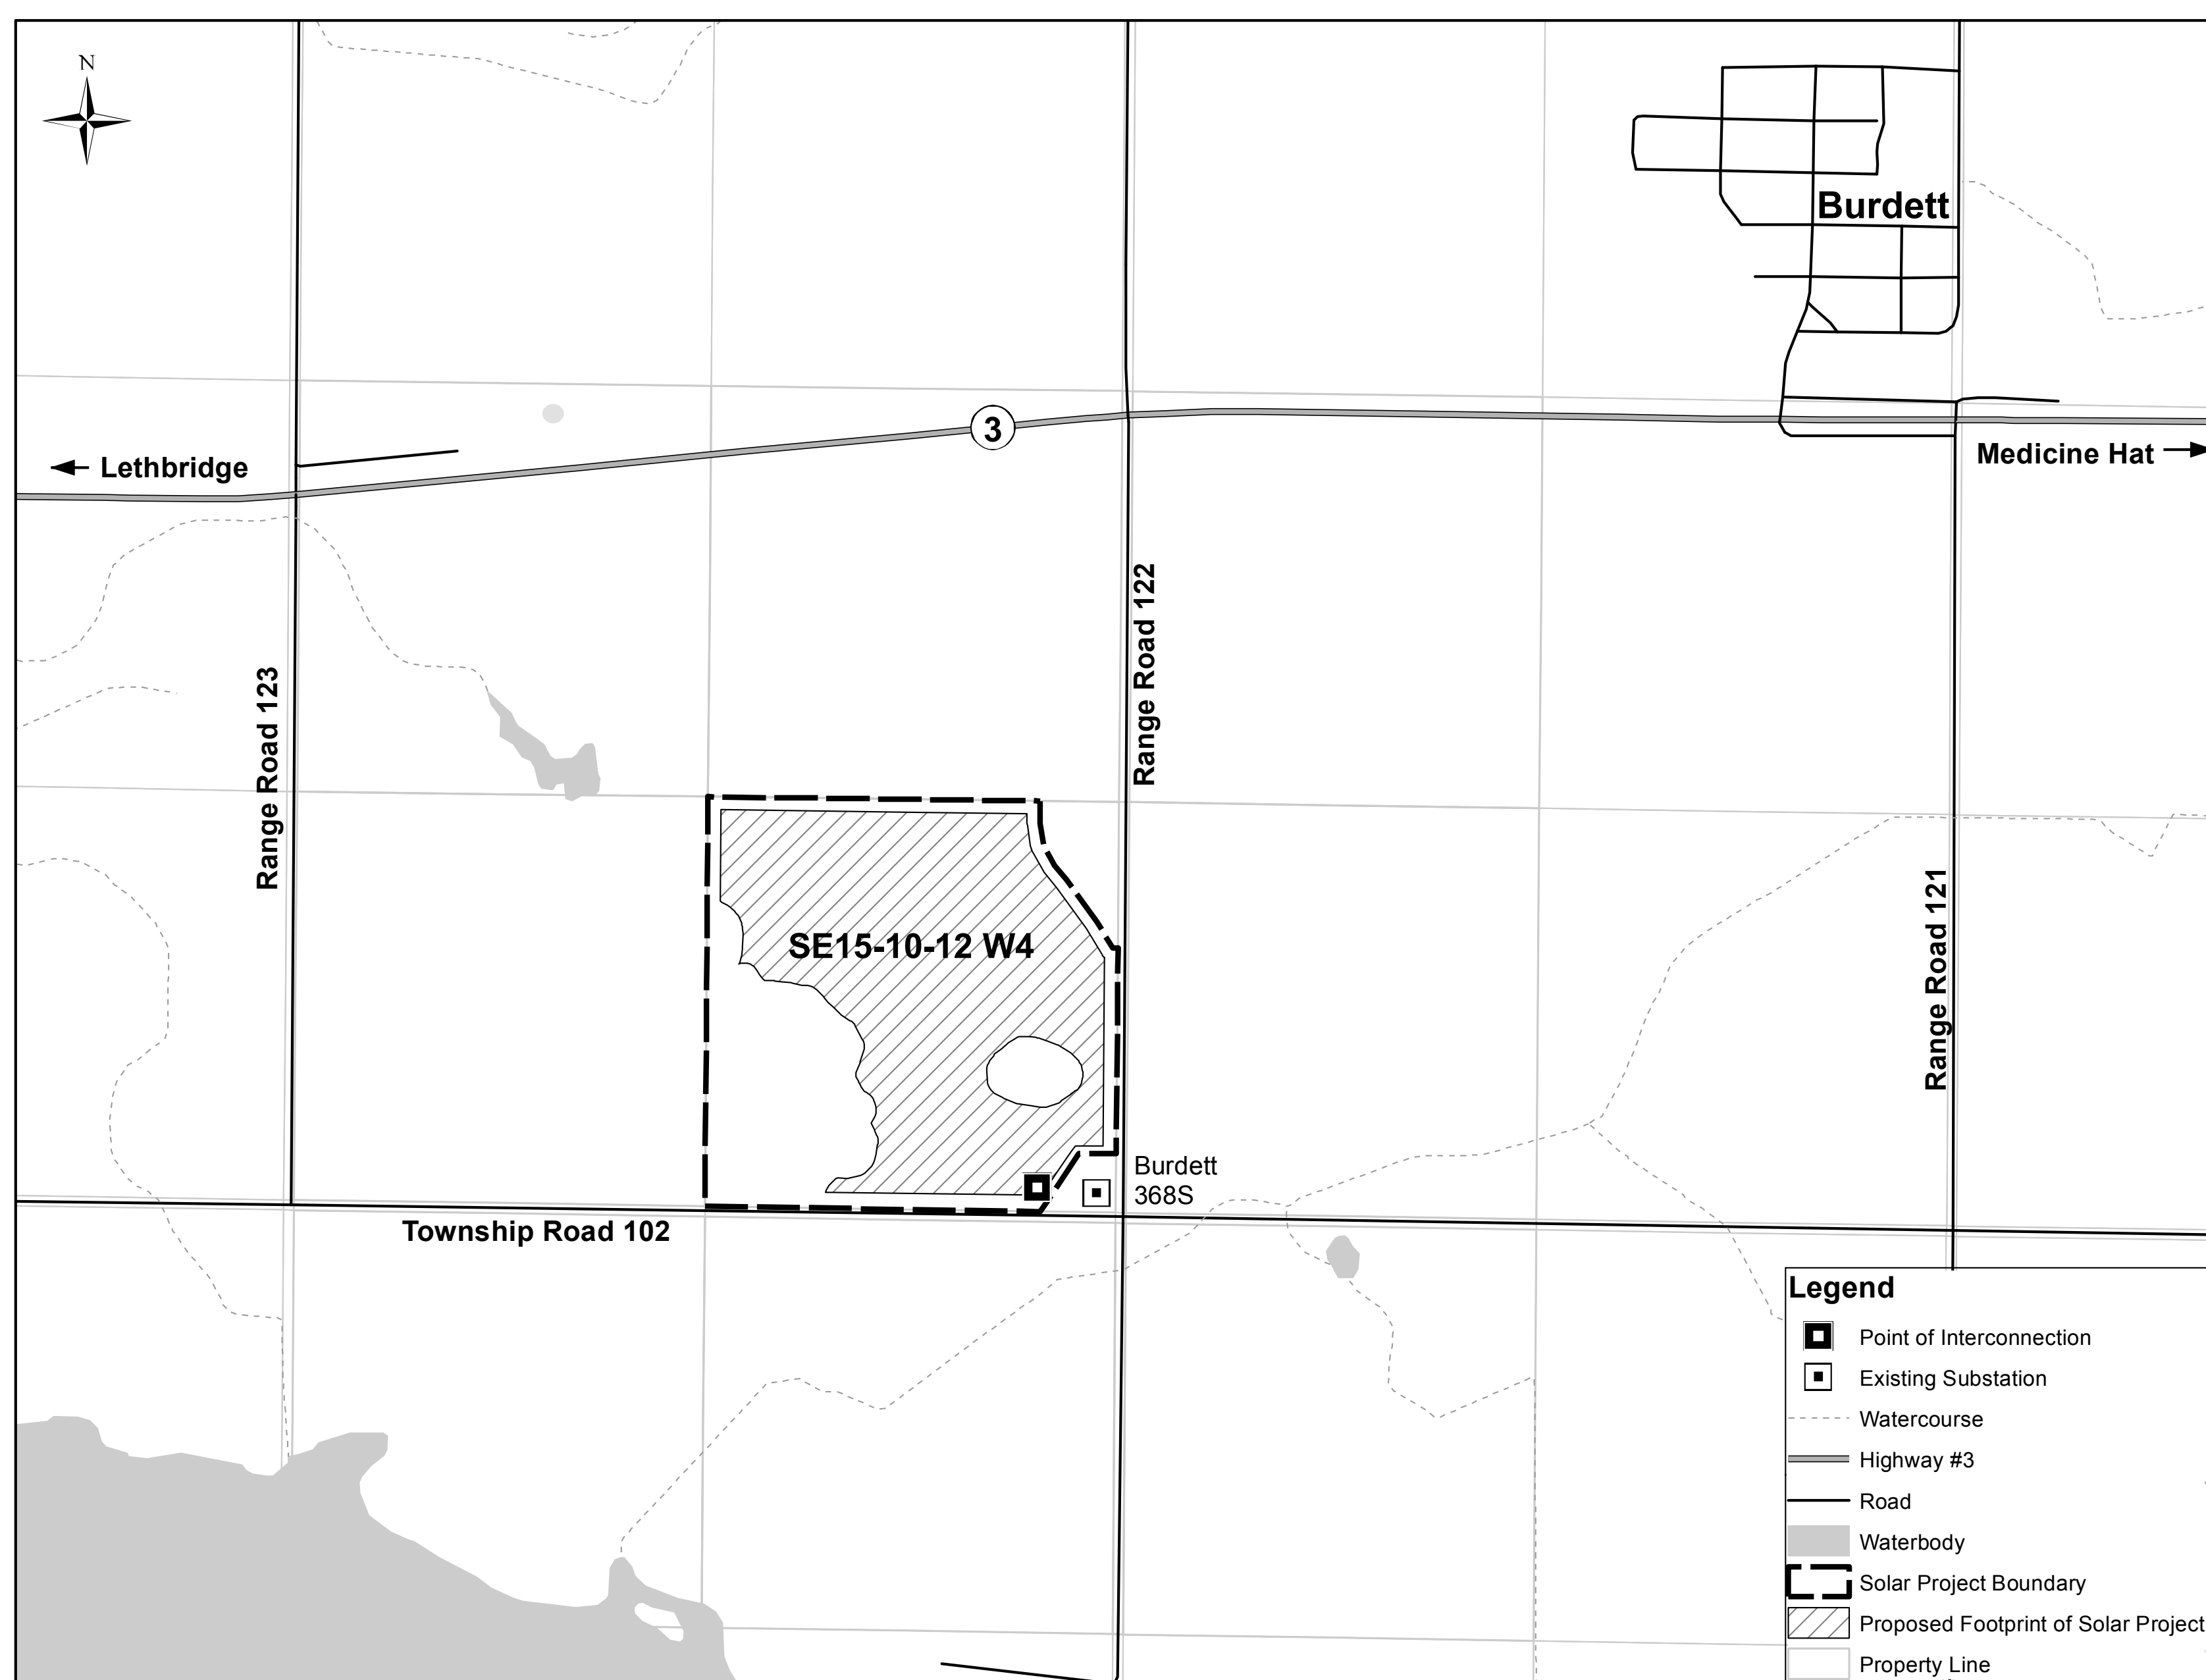 N
Burdett
3
Lethbridge
Medicine Hat
Range Road 122
Range Road 123
Range Road 121
SE15-10-12 W4
Burdett
368S
Township Road 102
Legend
Point of Interconnection
Existing Substation
Watercourse
Highway #3
Road
Waterbody
Solar Project Boundary
Proposed Footprint of Solar Project
Property Line